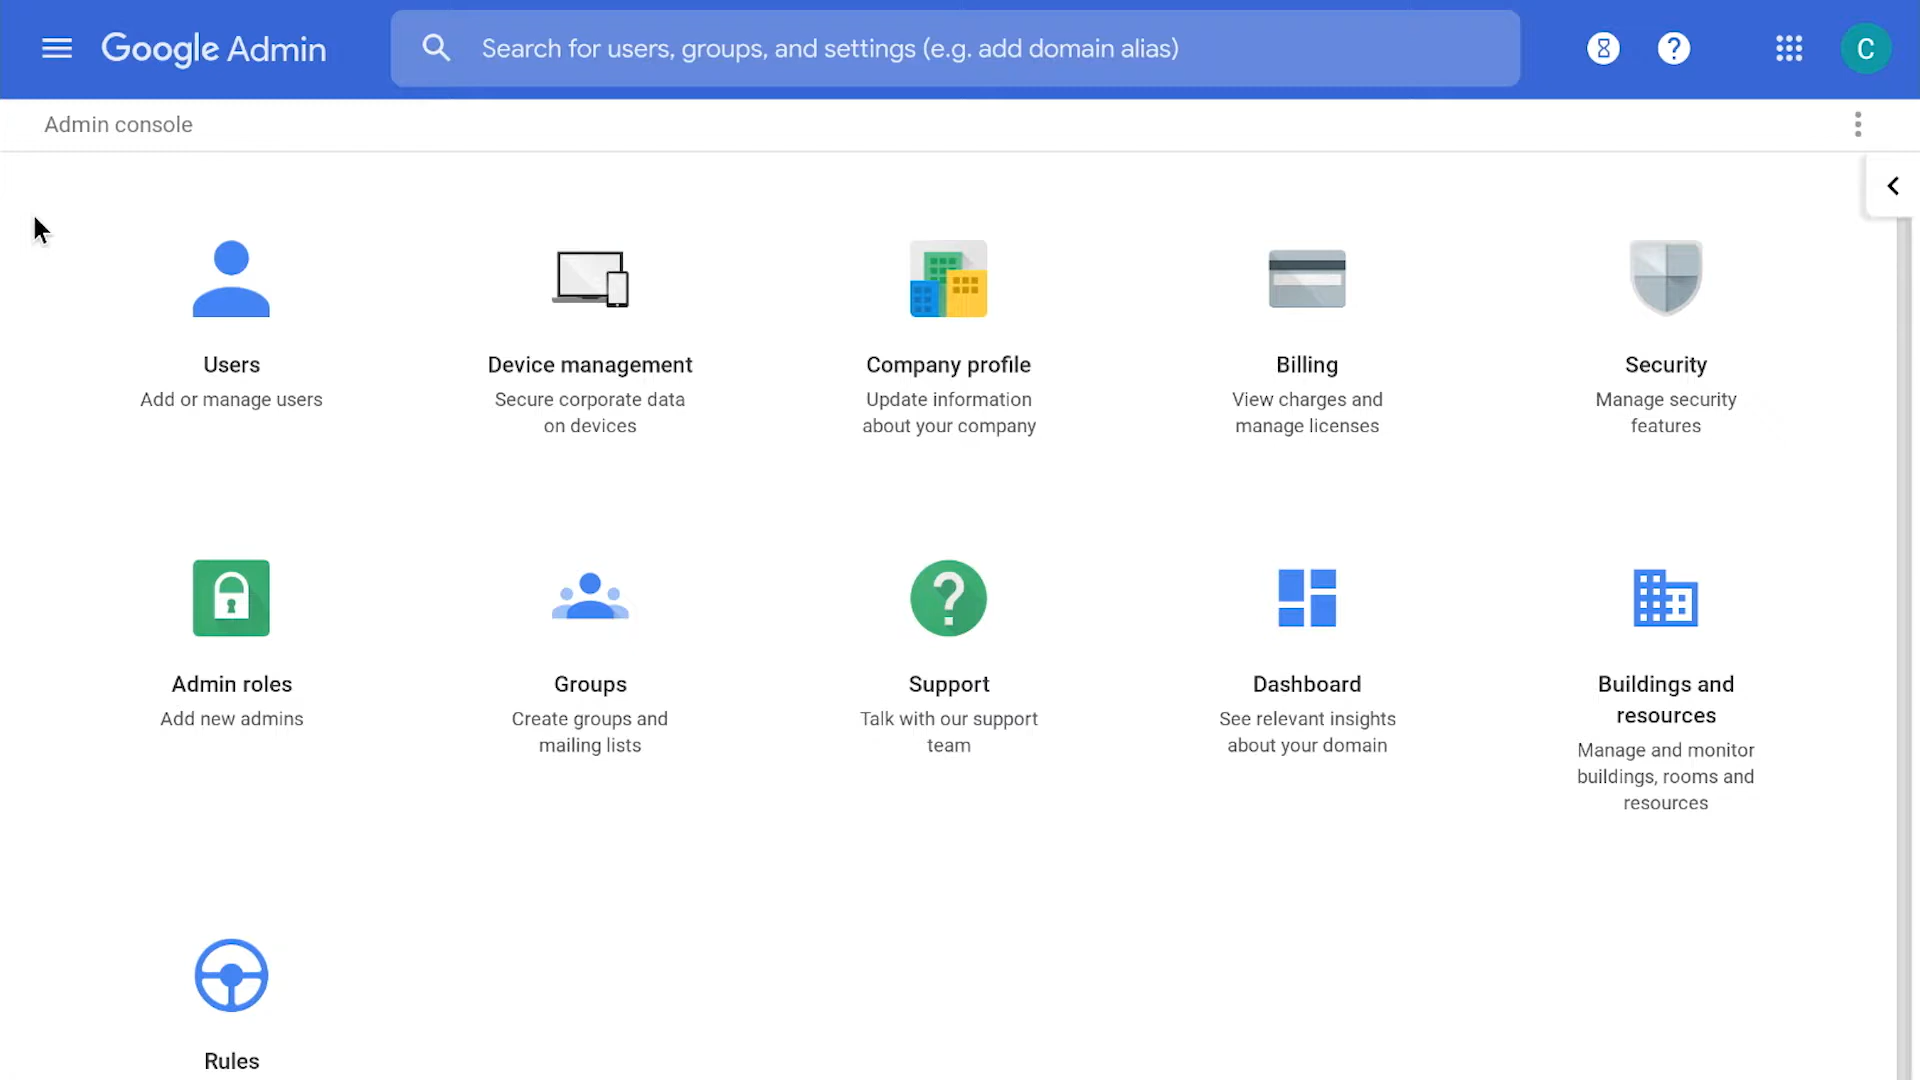 Google Admin
Search for users, groups, and settings (e.g. add domain alias)
C
Admin console
Users
Add or manage users
Device management
Secure corporate data
on devices
Company profile
Update information
about your company
Billing
View charges and
manage licenses
Security
Manage security
features
Admin roles
Add new admins
Groups
Create groups and
mailing lists
Support
Talk with our support
team
Dashboard
See relevant insights
about your domain
Buildings and
resources
Manage and monitor
buildings, rooms and
resources
Rules